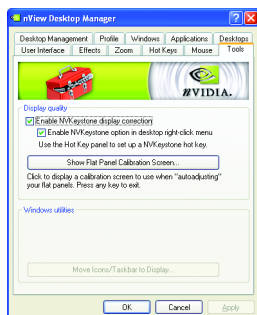 nView Desktop Manager
Desktop Management Profile Windows Applications Desktops
User Interface Effects Zoom Hot Keys Mouse Tools
nVIDIA.
Display quality
Enable NVKeystone display correction
Enable NVKeystone option in desktop right-click menu
Use the Hot Key panel to set up a NVKeystone hot key.
Show Flat Panel Calibration Screen...
Click to display a calibration screen to use when "autoadjusting"
your flat panels. Press any key to exit.
Windows utilities
Move Icons/Taskbar to Display...
OK Cancel Apply